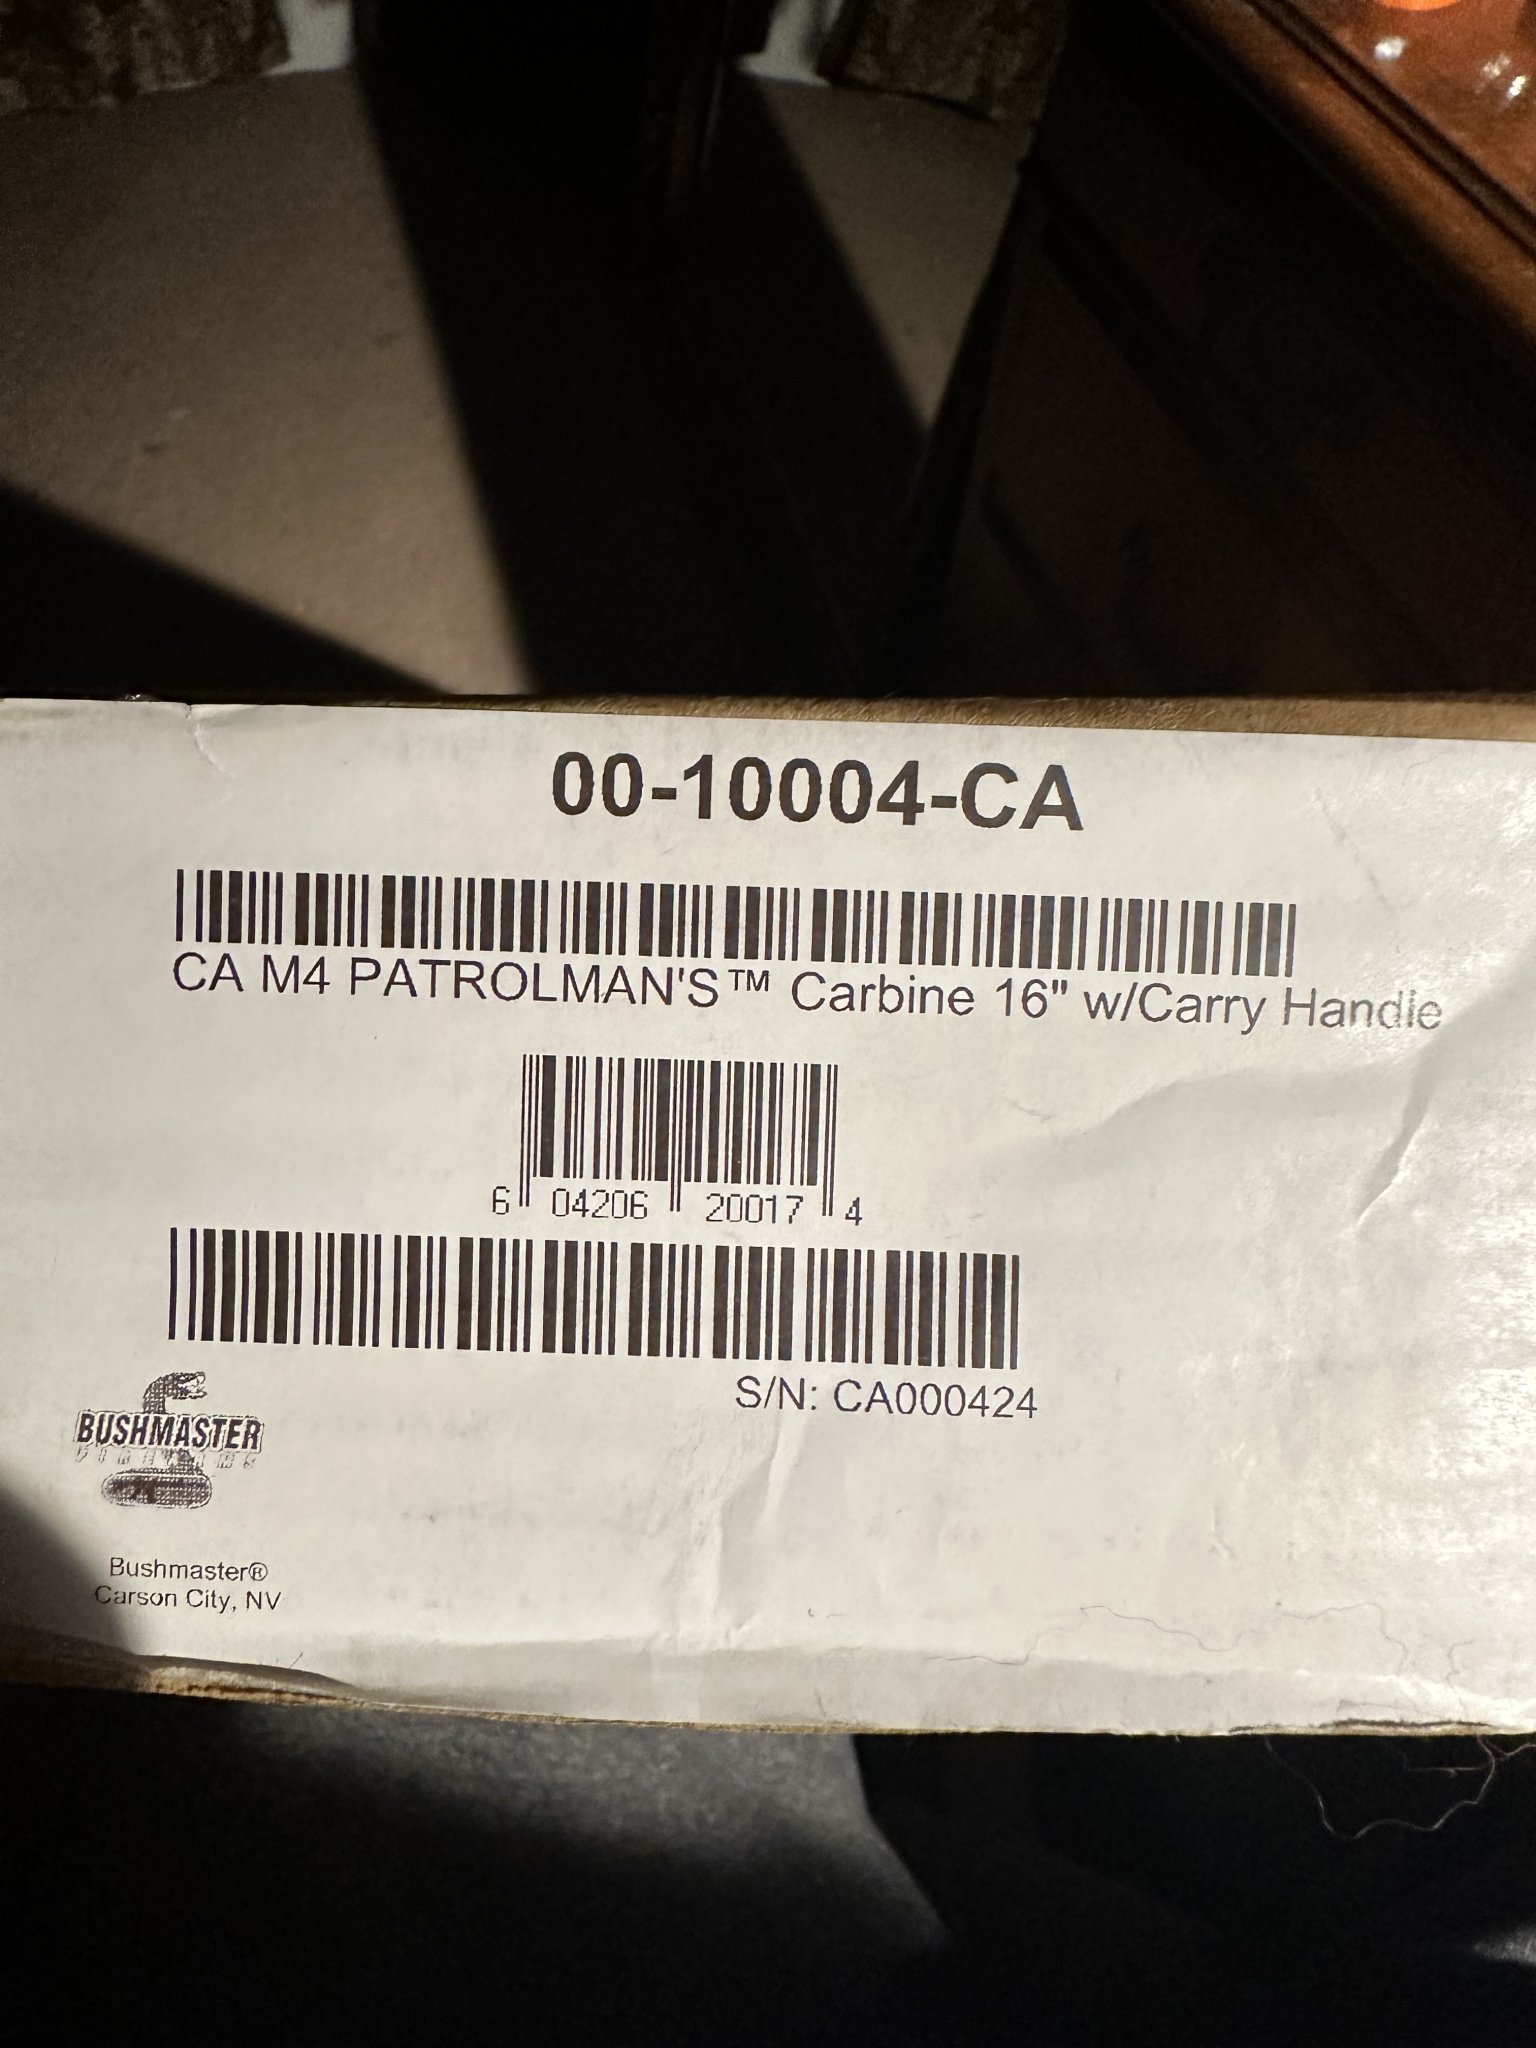 00-10004-CA
CA M4 PATROLMAN'S™ Carbine 16" w/Carry Handle
6 04206 20017 4
S/N: CA000424
BUSHMASTER
FIREARMS
Bushmaster®
Carson City, NV